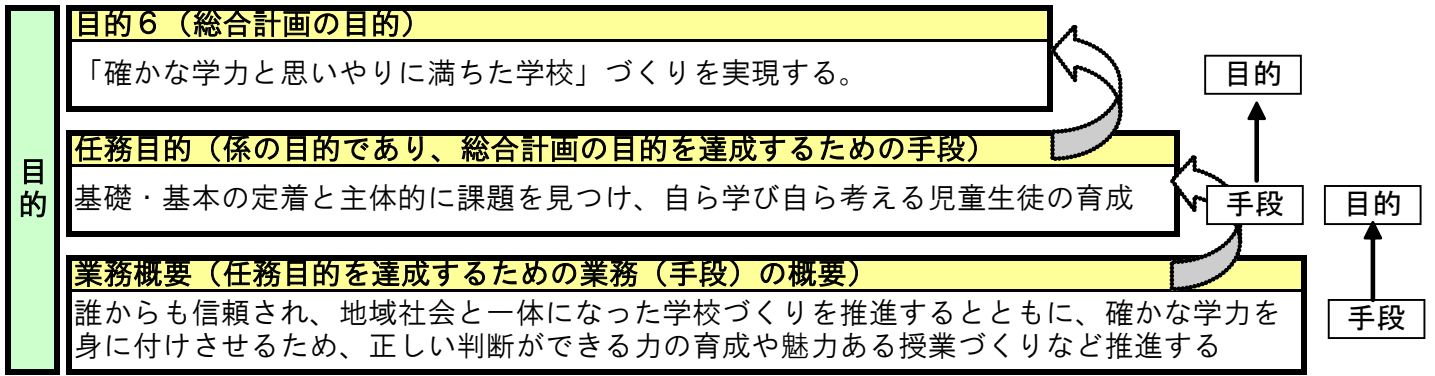 目的
目的６（総合計画の目的）
「確かな学力と思いやりに満ちた学校」づくりを実現する。
任務目的（係の目的であり、総合計画の目的を達成するための手段）
基礎・基本の定着と主体的に課題を見つけ、自ら学び自ら考える児童生徒の育成
業務概要（任務目的を達成するための業務（手段）の概要）
誰からも信頼され、地域社会と一体になった学校づくりを推進するとともに、確かな学力を
身に付けさせるため、正しい判断ができる力の育成や魅力ある授業づくりなど推進する
目的
手段
目的
手段